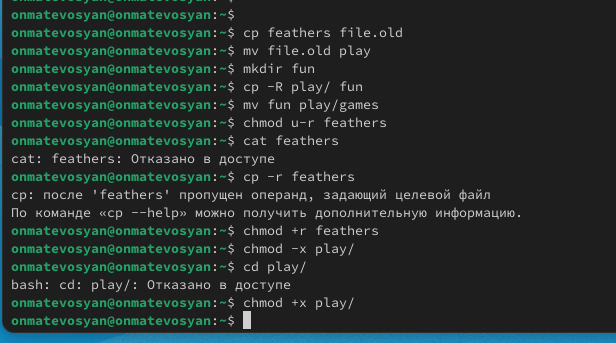 onmatevosyan@onmatevosyan:~$
onmatevosyan@onmatevosyan:~$ cp feathers file.old
onmatevosyan@onmatevosyan:~$ mv file.old play
onmatevosyan@onmatevosyan:~$ mkdir fun
onmatevosyan@onmatevosyan:~$ cp -R play/ fun
onmatevosyan@onmatevosyan:~$ mv fun play/games
onmatevosyan@onmatevosyan:~$ chmod u-r feathers
onmatevosyan@onmatevosyan:~$ cat feathers
cat: feathers: Отказано в доступе
onmatevosyan@onmatevosyan:~$ cp -r feathers
cp: после 'feathers' пропущен операнд, задающий целевой файл
По команде «cp --help» можно получить дополнительную информацию.
onmatevosyan@onmatevosyan:~$ chmod +r feathers
onmatevosyan@onmatevosyan:~$ chmod -x play/
onmatevosyan@onmatevosyan:~$ cd play/
bash: cd: play/: Отказано в доступе
onmatevosyan@onmatevosyan:~$ chmod +x play/
onmatevosyan@onmatevosyan:~$